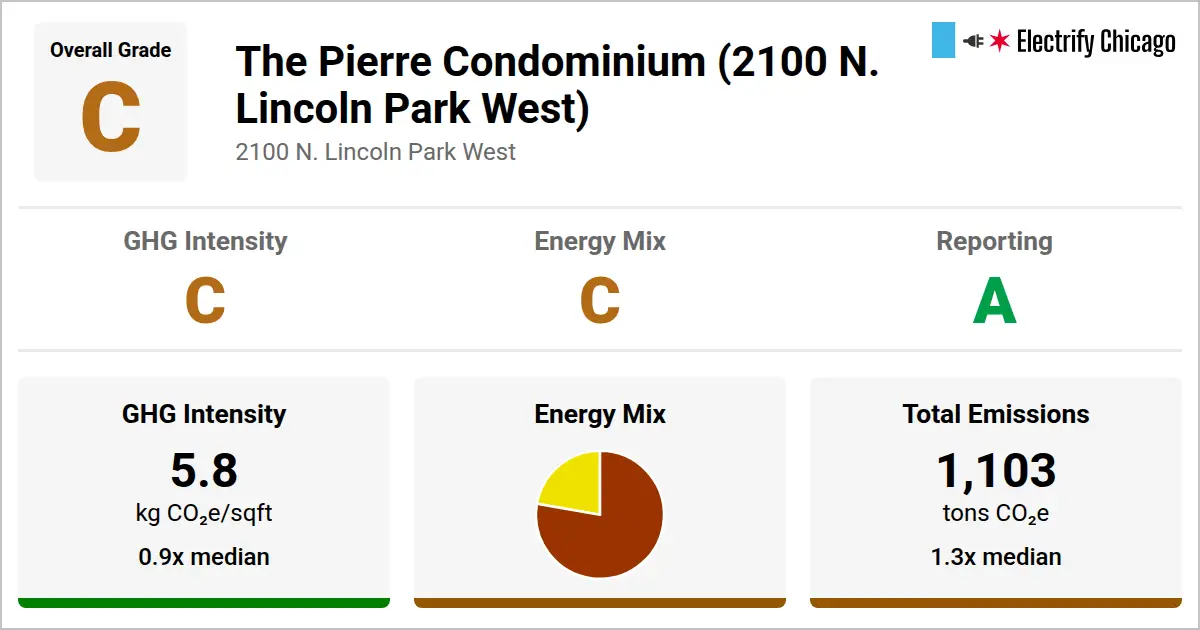 Overall Grade
C
The Pierre Condominium (2100 N.
Lincoln Park West)
2100 N. Lincoln Park West
Electrify Chicago
GHG Intensity
C
Energy Mix
C
Reporting
A
GHG Intensity
5.8
kg CO₂e/sqft
0.9x median
Energy Mix
Total Emissions
1,103
tons CO₂e
1.3x median